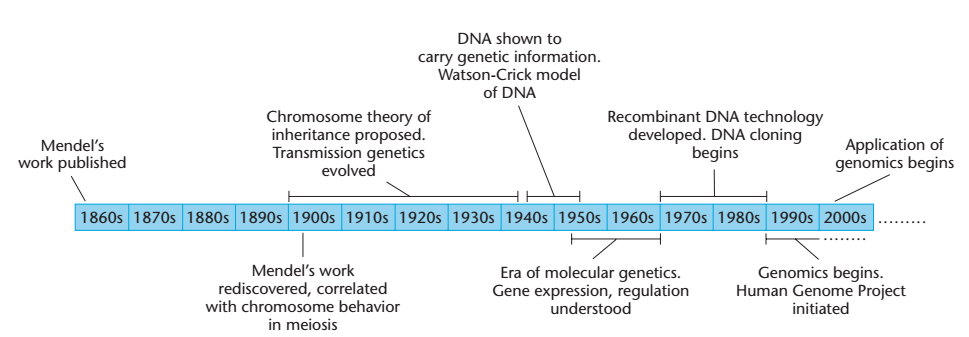 DNA shown to
carry genetic information.
Watson-Crick model
of DNA
Chromosome theory of
inheritance proposed.
Transmission genetics
evolved
Recombinant DNA technology
developed. DNA cloning
begins
Mendel's
work published
Application of
genomics begins
1860s 1870s 1880s 1890s 1900s 1910s 1920s 1930s 1940s 1950s 1960s 1970s 1980s 1990s 2000s .........
........
Mendel's work
rediscovered, correlated
with chromosome behavior
in meiosis
Era of molecular genetics.
Gene expression, regulation
understood
Genomics begins.
Human Genome Project
initiated